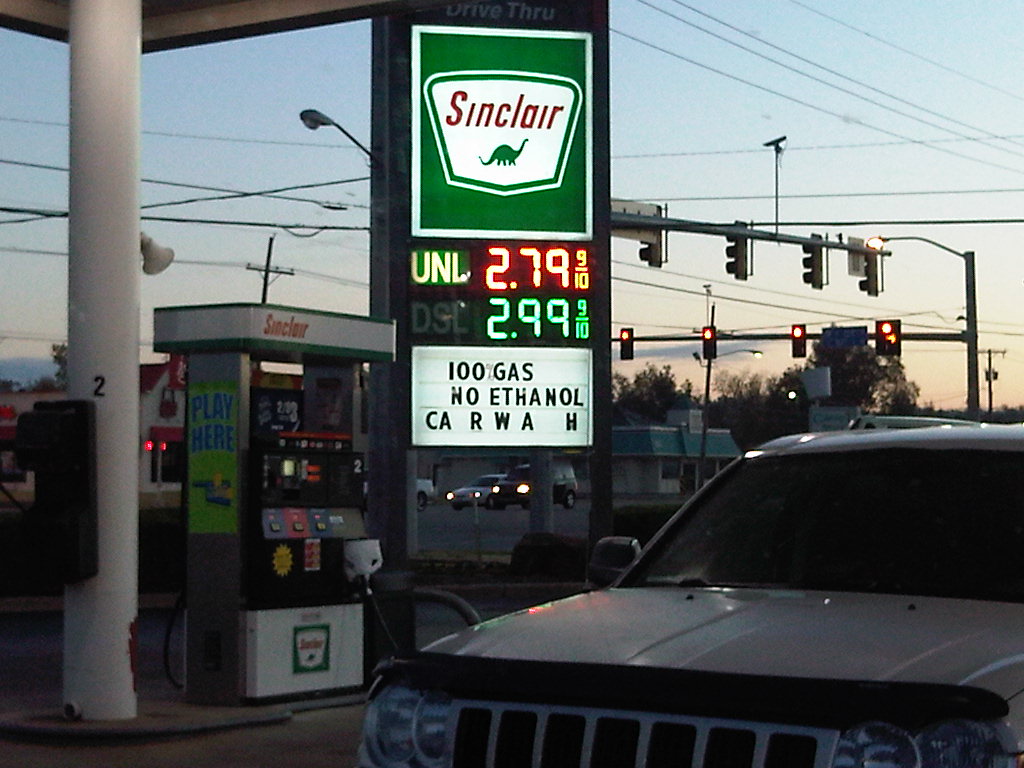 Drive Thru
Sinclair
UNL 2.79 9/10
DSL 2.99 9/10
100 GAS
NO ETHANOL
CA R W A H
Sinclair
2
PLAY
HERE
2
Sinclair